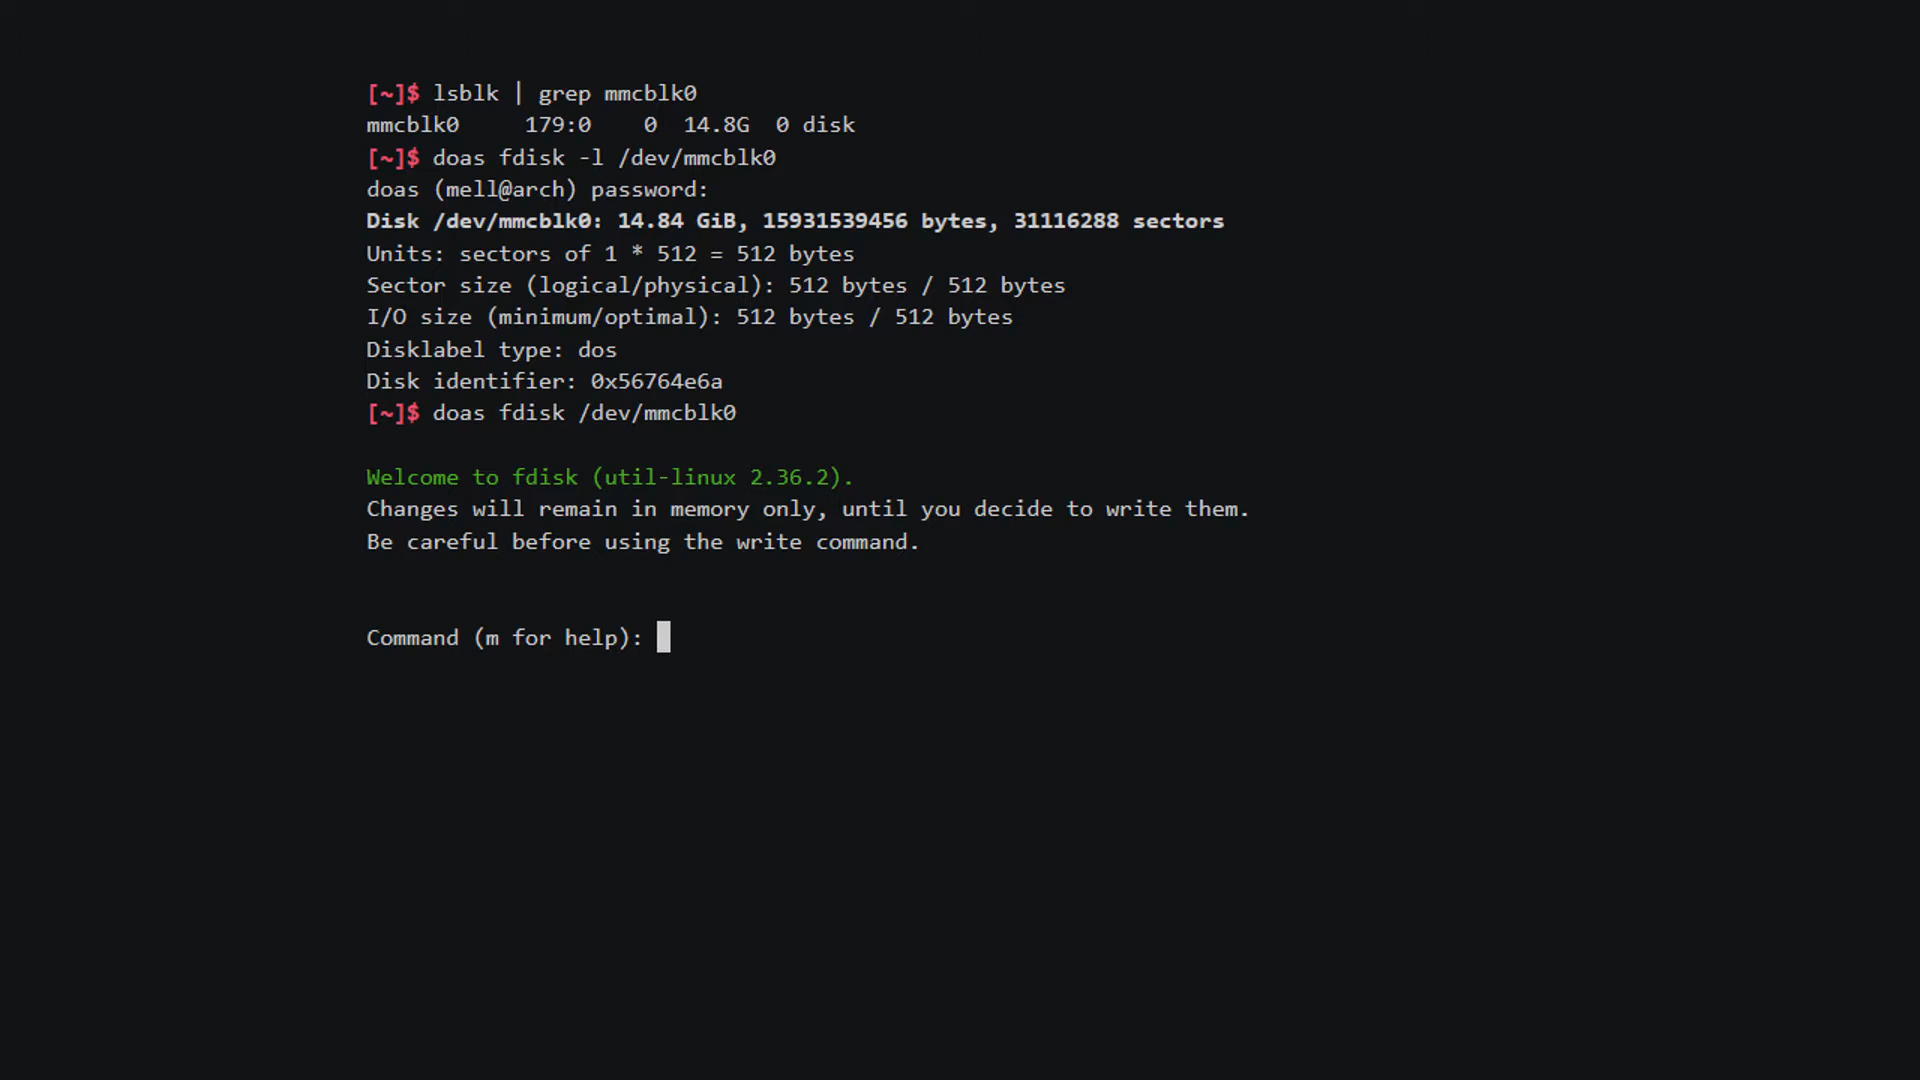 [~]$ lsblk | grep mmcblk0
mmcblk0     179:0    0  14.8G  0 disk
[~]$ doas fdisk -l /dev/mmcblk0
doas (mell@arch) password:
Disk /dev/mmcblk0: 14.84 GiB, 15931539456 bytes, 31116288 sectors
Units: sectors of 1 * 512 = 512 bytes
Sector size (logical/physical): 512 bytes / 512 bytes
I/O size (minimum/optimal): 512 bytes / 512 bytes
Disklabel type: dos
Disk identifier: 0x56764e6a
[~]$ doas fdisk /dev/mmcblk0
Welcome to fdisk (util-linux 2.36.2).
Changes will remain in memory only, until you decide to write them.
Be careful before using the write command.
Command (m for help):